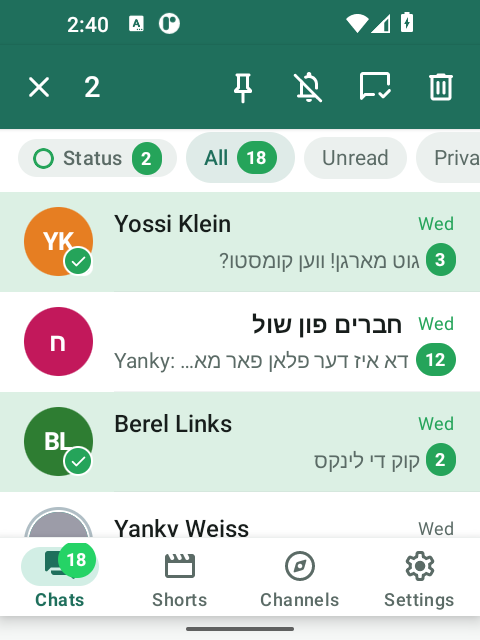 2:40
2
Status 2
All 18
Unread
Priva
YK
Yossi Klein
Wed
גוט מארגן! ווען קומסטו?
3
ח
חברים פון שול
Wed
Yanky: דא איז דער פלאן פאר מא...
12
BL
Berel Links
Wed
קוק די לינקס
2
Yanky Weiss
Wed
18
Chats
Shorts
Channels
Settings